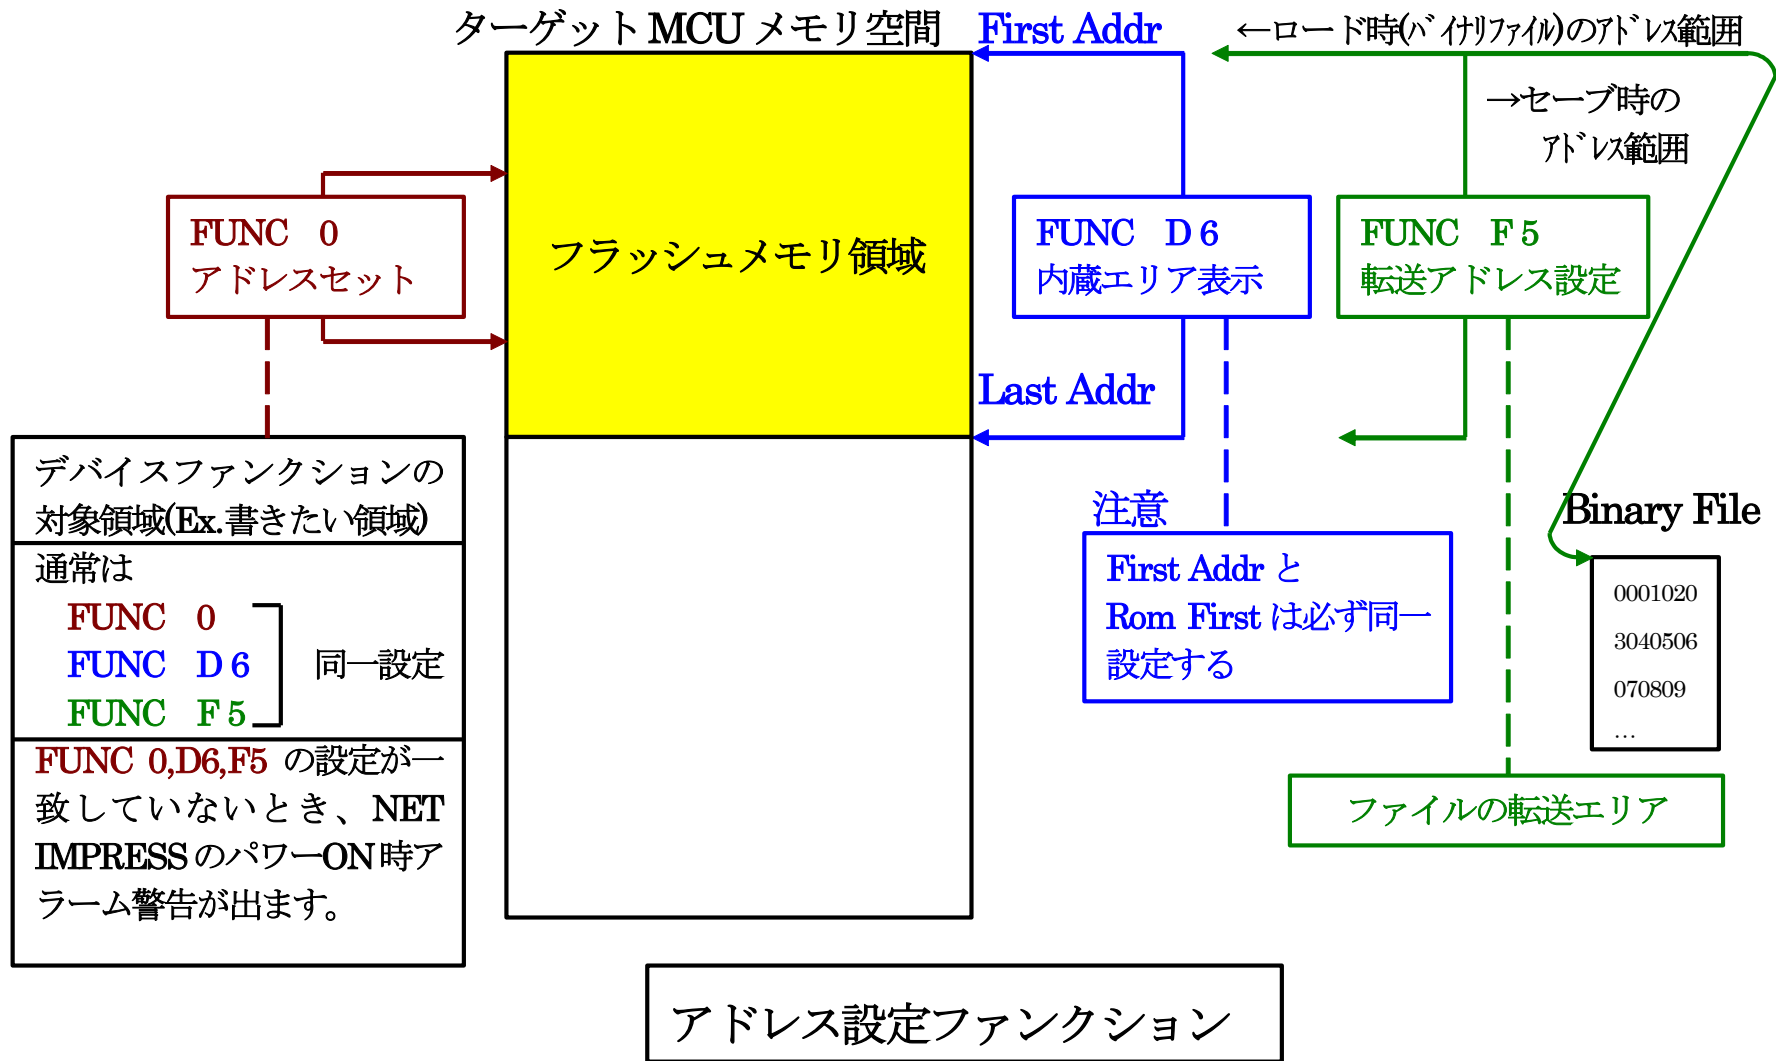 ターゲット MCU メモリ空間
First Addr
←ロード時(ﾊﾞｲﾅﾘﾌｧｲﾙ)のｱﾄﾞﾚｽ範囲
→セーブ時の
ｱﾄﾞﾚｽ範囲
FUNC 0
アドレスセット
フラッシュメモリ領域
FUNC D6
内蔵エリア表示
FUNC F5
転送アドレス設定
Last Addr
デバイスファンクションの
対象領域(Ex.書きたい領域)
通常は
FUNC 0
FUNC D6
FUNC F5
同一設定
FUNC 0,D6,F5 の設定が一
致していないとき、NET
IMPRESS のパワーON 時ア
ラーム警告が出ます。
注意
First Addr と
Rom First は必ず同一
設定する
Binary File
0001020
3040506
070809
…
ファイルの転送エリア
アドレス設定ファンクション